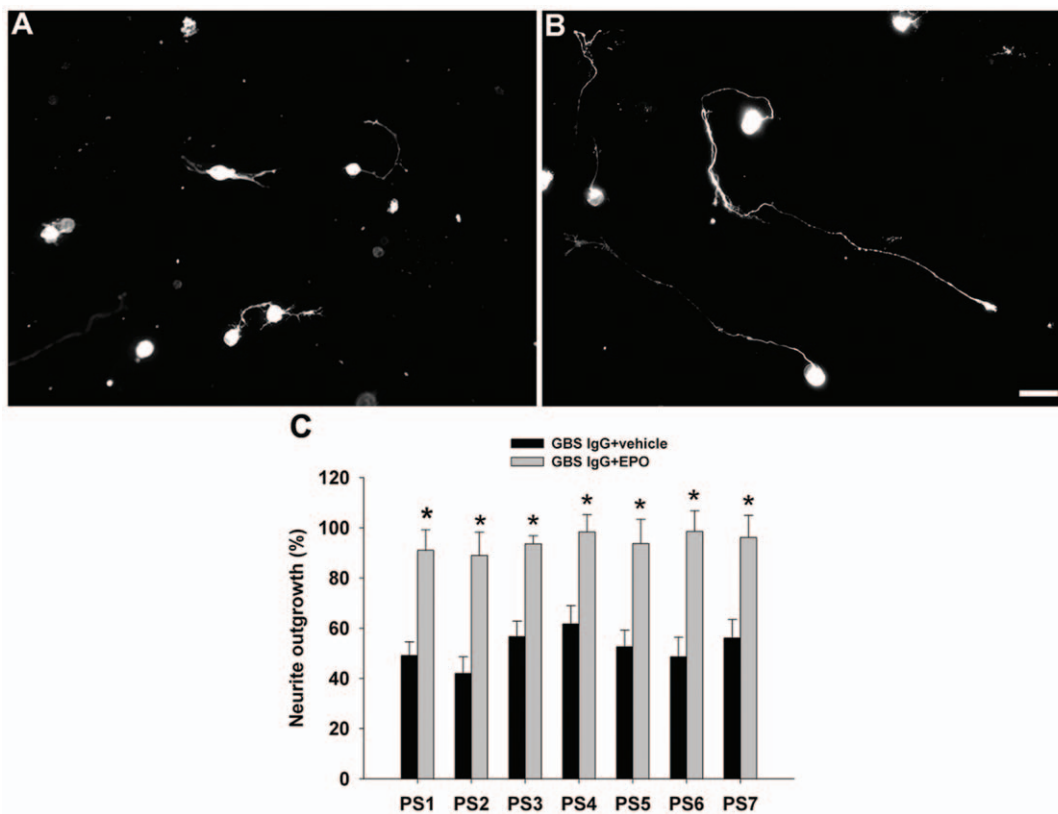 A
B
C
GBS IgG+vehicle
GBS IgG+EPO
Neurite outgrowth (%)
120
* * * * * * *
100
80
60
40
20
0
PS1 PS2 PS3 PS4 PS5 PS6 PS7